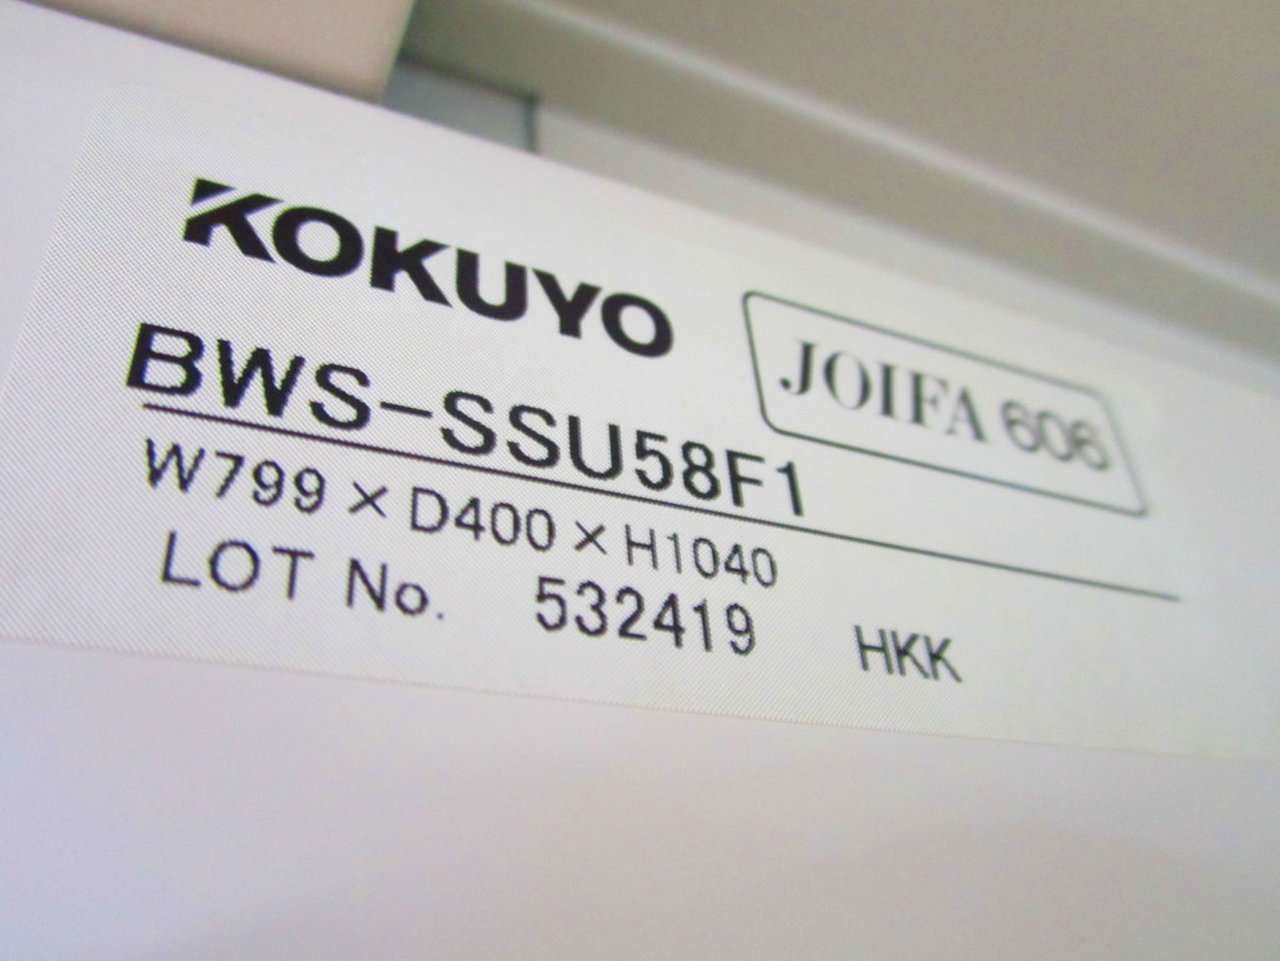 KOKUYO
JOIFA 606
BWS-SSU58F1
W799×D400×H1040
LOT No. 532419 HKK